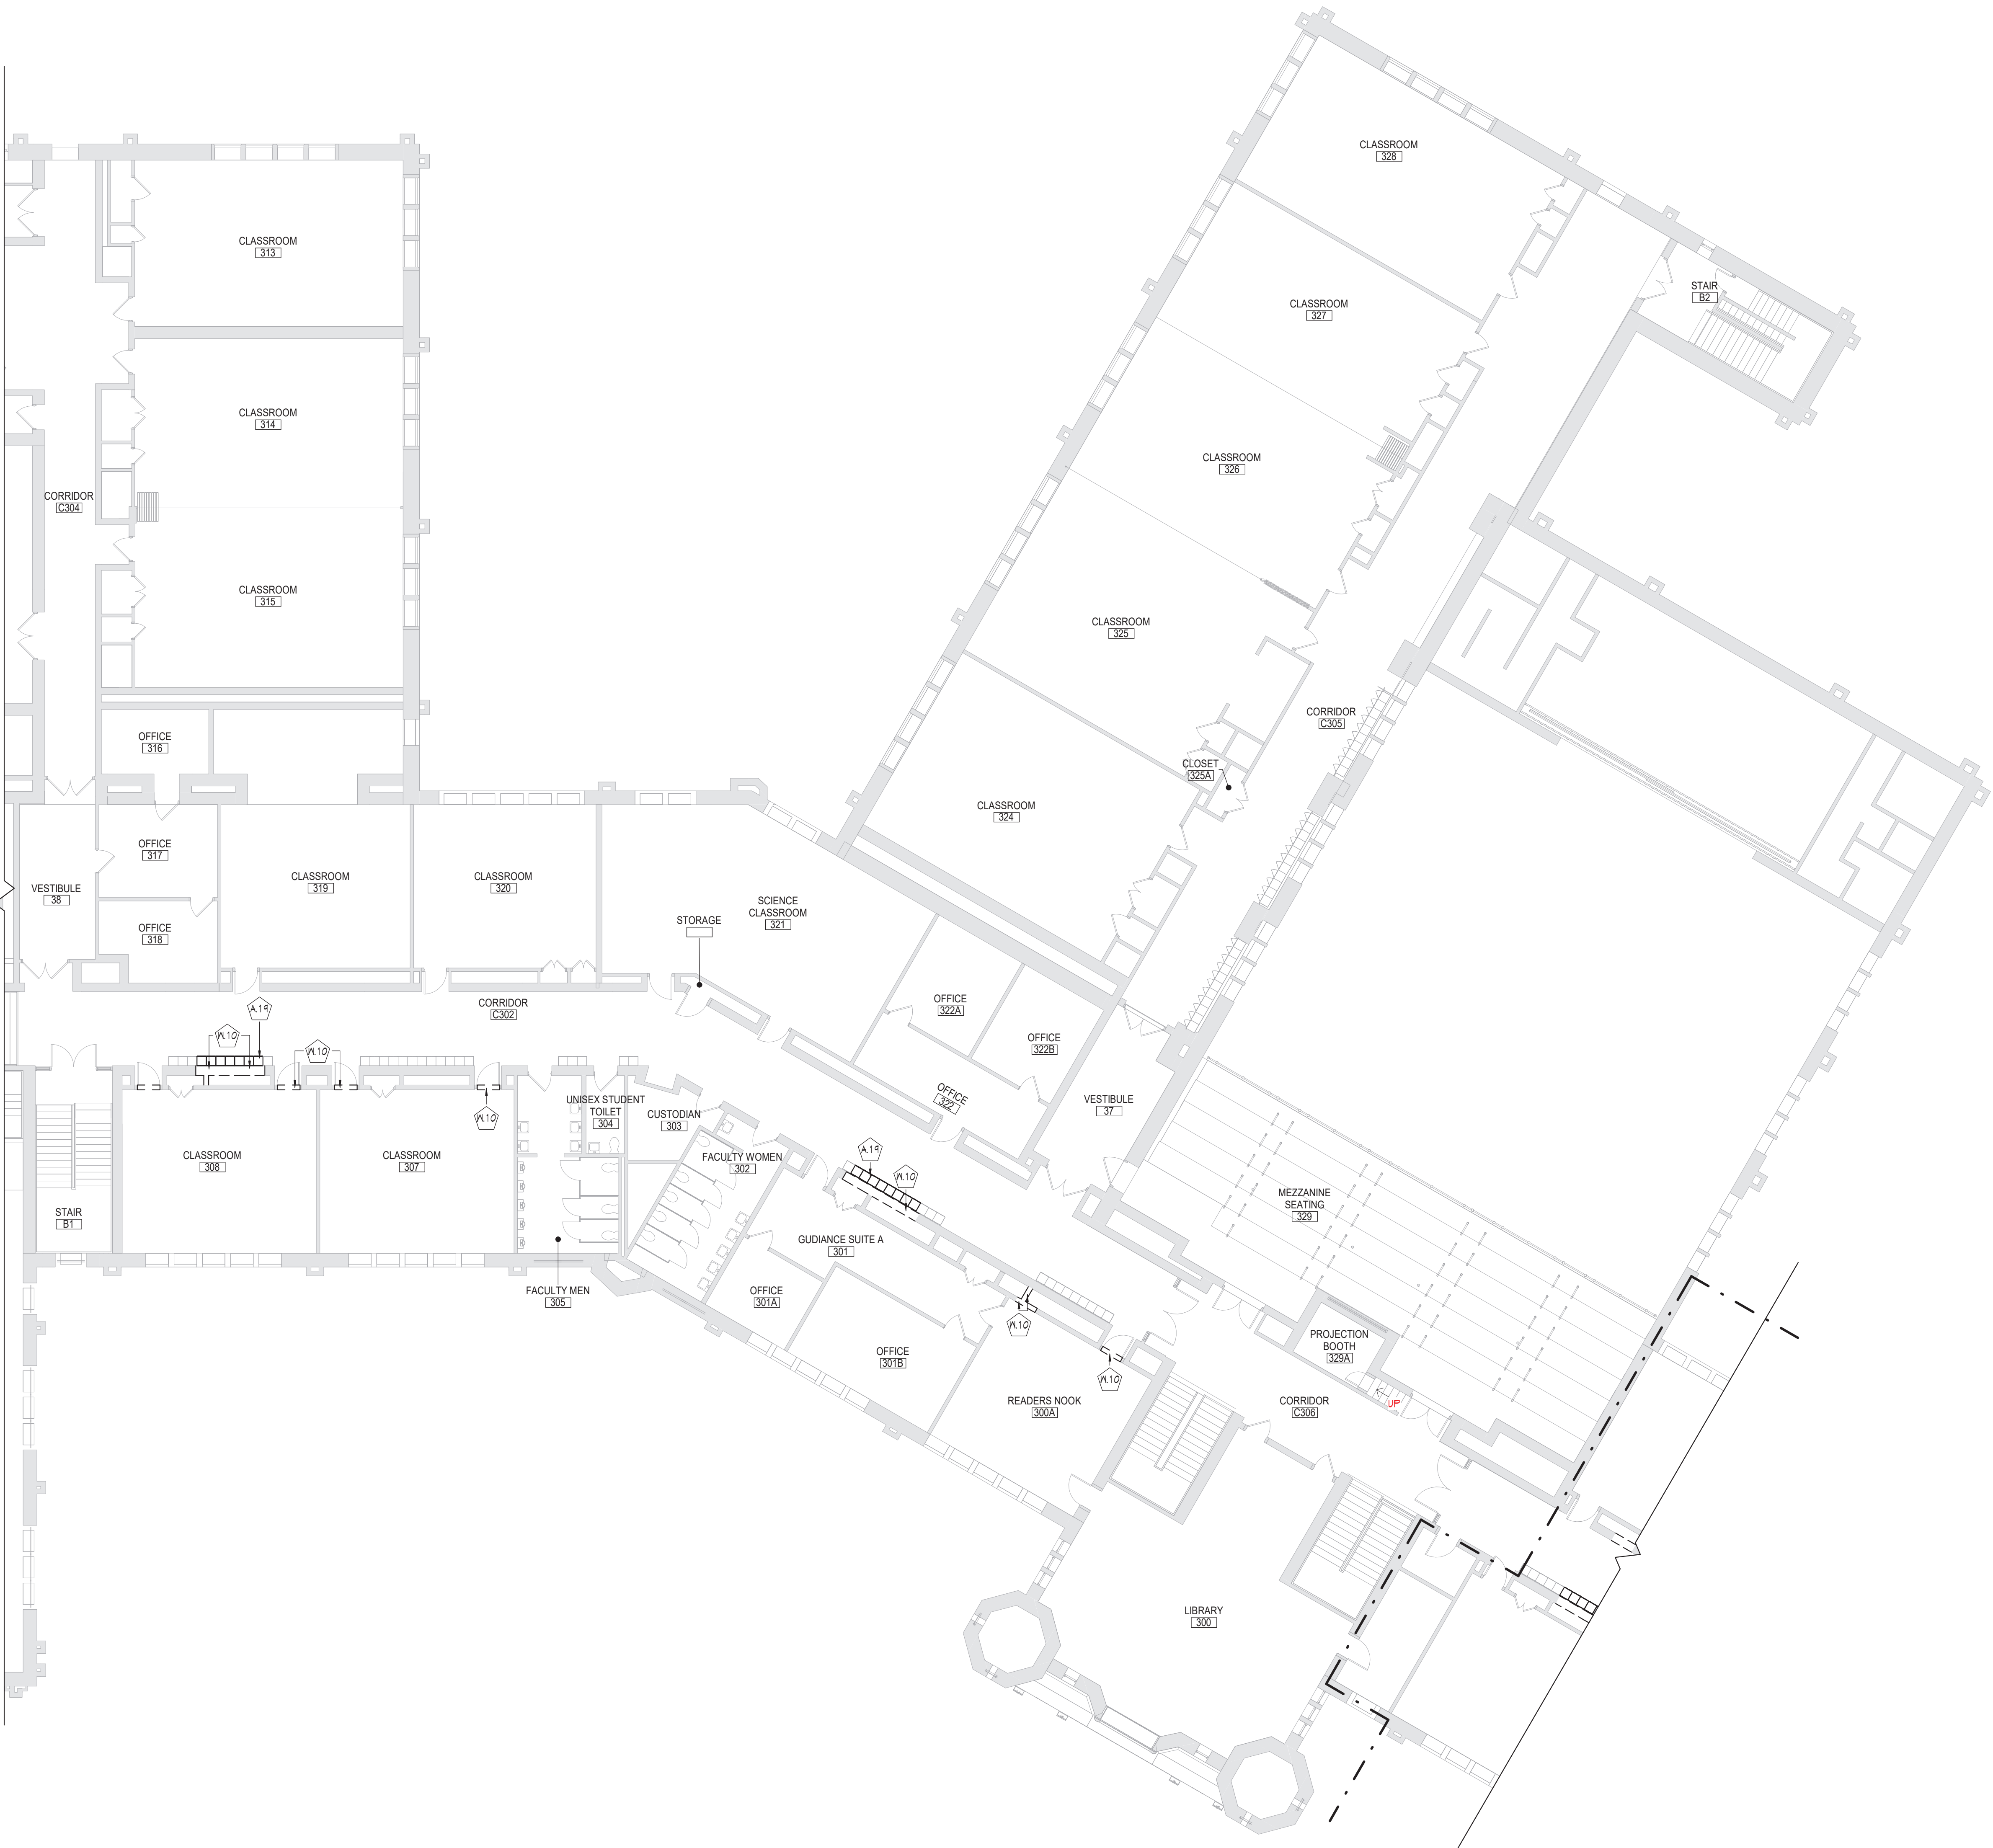 CLASSROOM
328
CLASSROOM
313
STAIR
B2
CLASSROOM
327
CLASSROOM
314
CLASSROOM
326
CORRIDOR
C304
CLASSROOM
315
CLASSROOM
325
CORRIDOR
C305
OFFICE
316
CLOSET
325A
CLASSROOM
324
OFFICE
317
CLASSROOM
319
CLASSROOM
320
VESTIBULE
38
SCIENCE
CLASSROOM
321
STORAGE
OFFICE
318
CORRIDOR
C302
OFFICE
322A
A.19
W.10
W.10
OFFICE
322B
OFFICE
322
VESTIBULE
37
W.10
UNISEX STUDENT
TOILET
304
CUSTODIAN
303
CLASSROOM
308
CLASSROOM
307
FACULTY WOMEN
302
A.19
W.10
STAIR
B1
MEZZANINE
SEATING
329
GUDIANCE SUITE A
301
FACULTY MEN
305
OFFICE
301A
W.10
PROJECTION
BOOTH
329A
OFFICE
301B
W.10
READERS NOOK
300A
CORRIDOR
C306
UP
LIBRARY
300